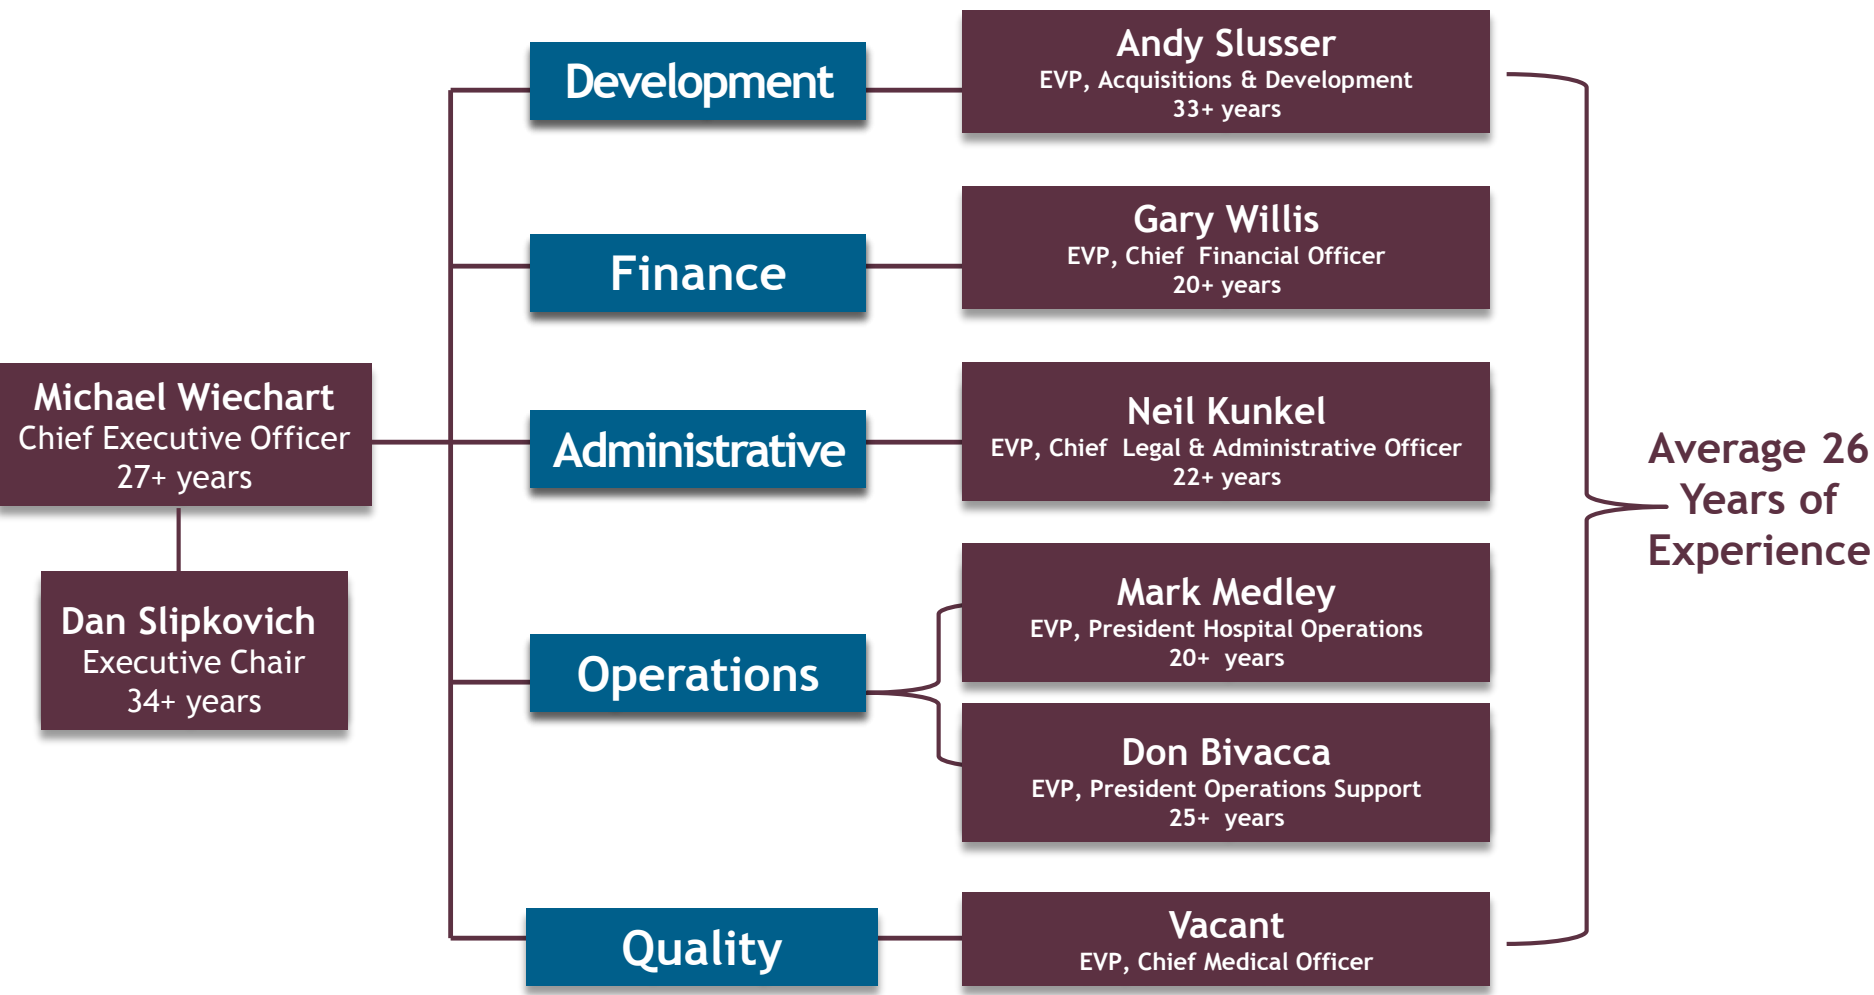 Michael Wiechart
Chief Executive Officer
27+ years
Dan Slipkovich
Executive Chair
34+ years
Development
Andy Slusser
EVP, Acquisitions & Development
33+ years
Finance
Gary Willis
EVP, Chief Financial Officer
20+ years
Administrative
Neil Kunkel
EVP, Chief Legal & Administrative Officer
22+ years
Operations
Mark Medley
EVP, President Hospital Operations
20+ years
Don Bivacca
EVP, President Operations Support
25+ years
Quality
Vacant
EVP, Chief Medical Officer
Average 26
Years of
Experience